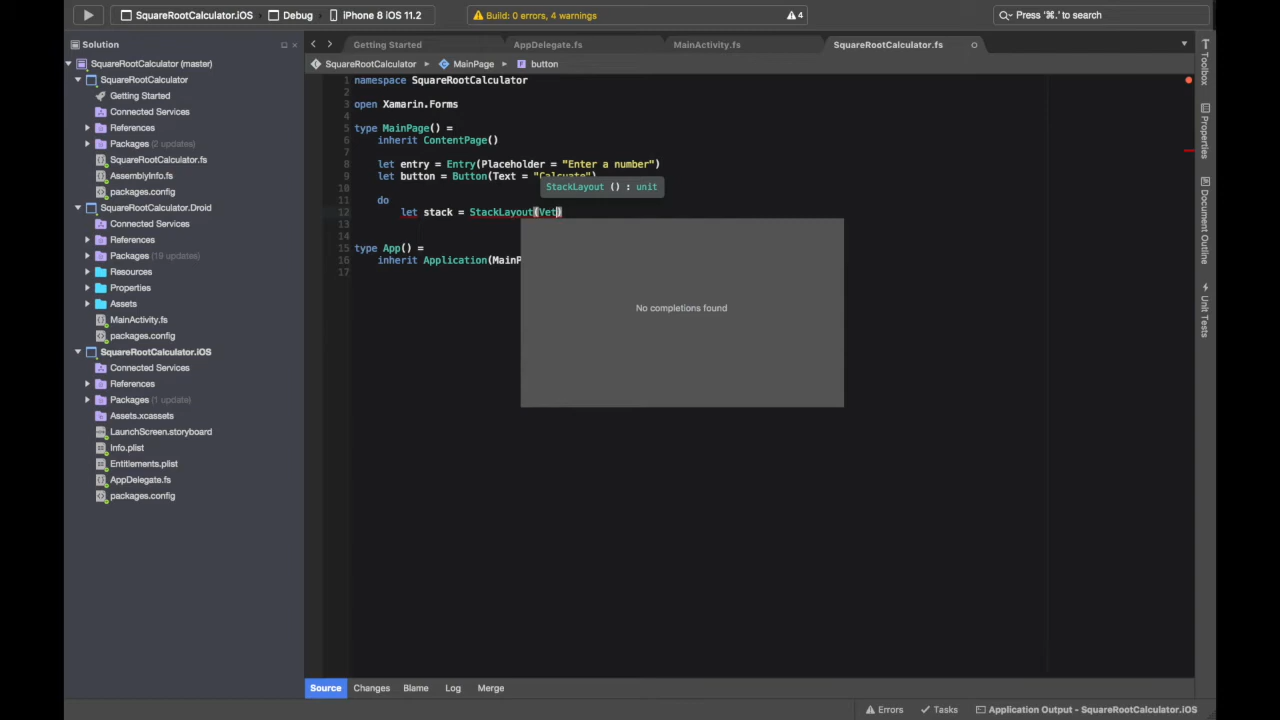 SquareRootCalculator.iOS Debug iPhone 8 iOS 11.2
Build: 0 errors, 4 warnings
4
Press '⌘.' to search
Solution
Getting Started
AppDelegate.fs
MainActivity.fs
SquareRootCalculator.fs
SquareRootCalculator
MainPage
button
SquareRootCalculator (master)
SquareRootCalculator
Getting Started
Connected Services
References
Packages (2 updates)
SquareRootCalculator.fs
AssemblyInfo.fs
packages.config
SquareRootCalculator.Droid
Connected Services
References
Packages (19 updates)
Resources
Properties
Assets
MainActivity.fs
packages.config
SquareRootCalculator.iOS
Connected Services
References
Packages (1 update)
Assets.xcassets
LaunchScreen.storyboard
Info.plist
Entitlements.plist
AppDelegate.fs
packages.config
1 namespace SquareRootCalculator
2
3 open Xamarin.Forms
4
5 type MainPage() =
6 inherit ContentPage()
7
8 let entry = Entry(Placeholder = "Enter a number")
9 let button = Button(Text = "Calcuate")
10
StackLayout () : unit
11 do
12 let stack = StackLayout(Vet)
13
14
15 type App() =
16 inherit Application(MainP
17
No completions found
Toolbox
Properties
Document Outline
Unit Tests
Source Changes Blame Log Merge
Errors Tasks Application Output - SquareRootCalculator.iOS